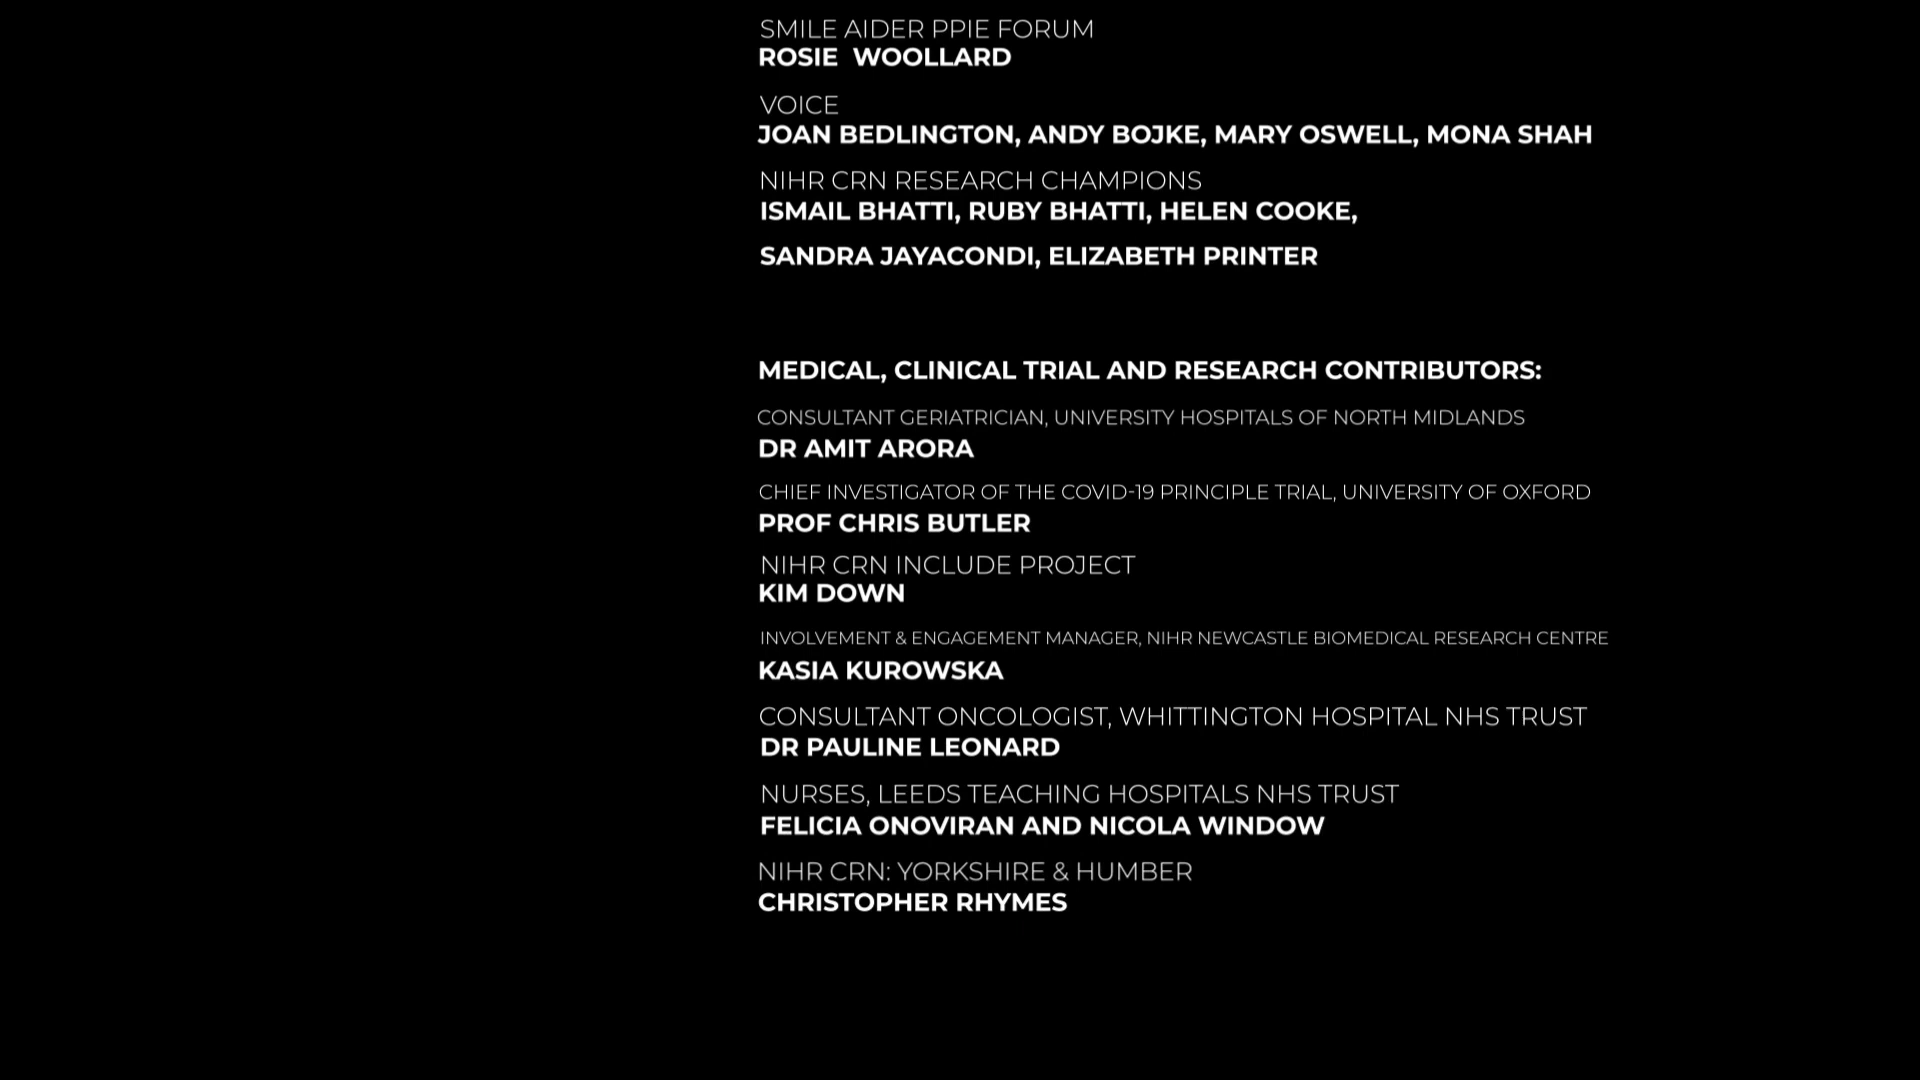 SMILE AIDER PPIE FORUM
ROSIE WOOLLARD
VOICE
JOAN BEDLINGTON, ANDY BOJKE, MARY OSWELL, MONA SHAH
NIHR CRN RESEARCH CHAMPIONS
ISMAIL BHATTI, RUBY BHATTI, HELEN COOKE,
SANDRA JAYACONDI, ELIZABETH PRINTER
MEDICAL, CLINICAL TRIAL AND RESEARCH CONTRIBUTORS:
CONSULTANT GERIATRICIAN, UNIVERSITY HOSPITALS OF NORTH MIDLANDS
DR AMIT ARORA
CHIEF INVESTIGATOR OF THE COVID-19 PRINCIPLE TRIAL, UNIVERSITY OF OXFORD
PROF CHRIS BUTLER
NIHR CRN INCLUDE PROJECT
KIM DOWN
INVOLVEMENT & ENGAGEMENT MANAGER, NIHR NEWCASTLE BIOMEDICAL RESEARCH CENTRE
KASIA KUROWSKA
CONSULTANT ONCOLOGIST, WHITTINGTON HOSPITAL NHS TRUST
DR PAULINE LEONARD
NURSES, LEEDS TEACHING HOSPITALS NHS TRUST
FELICIA ONOVIRAN AND NICOLA WINDOW
NIHR CRN: YORKSHIRE & HUMBER
CHRISTOPHER RHYMES